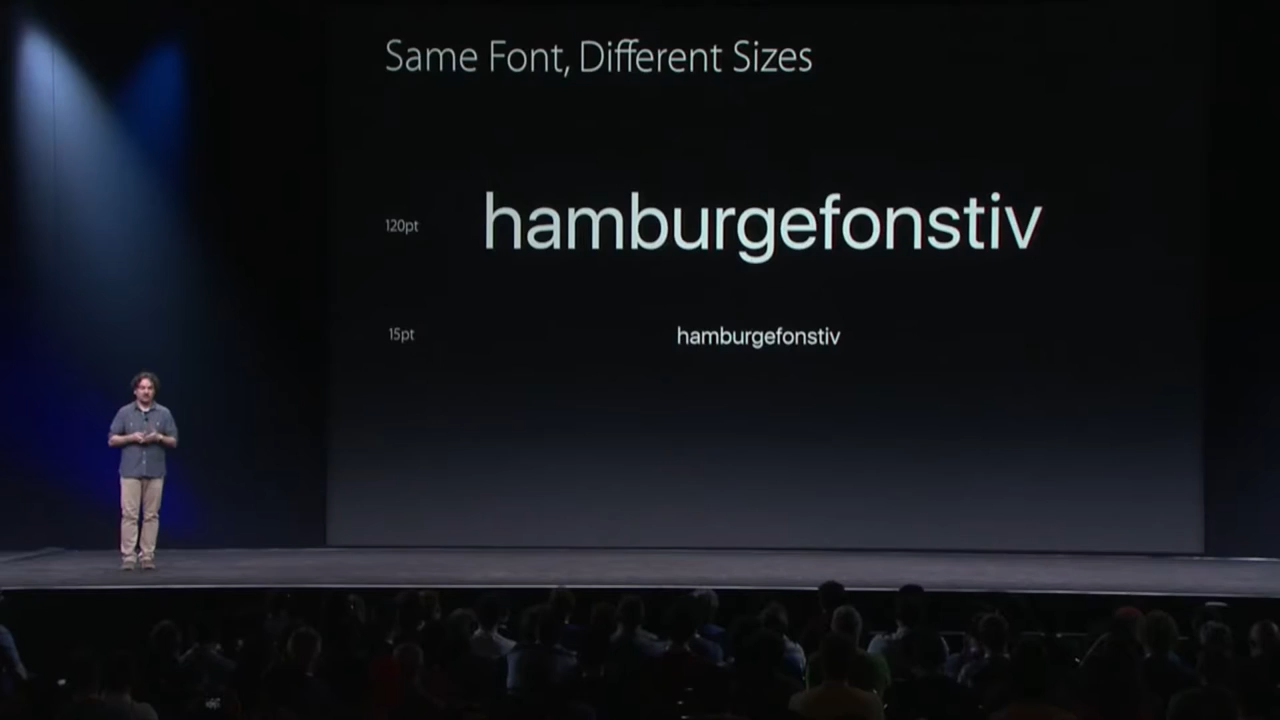 Same Font, Different Sizes
120pt
hamburgefonstiv
15pt
hamburgefonstiv